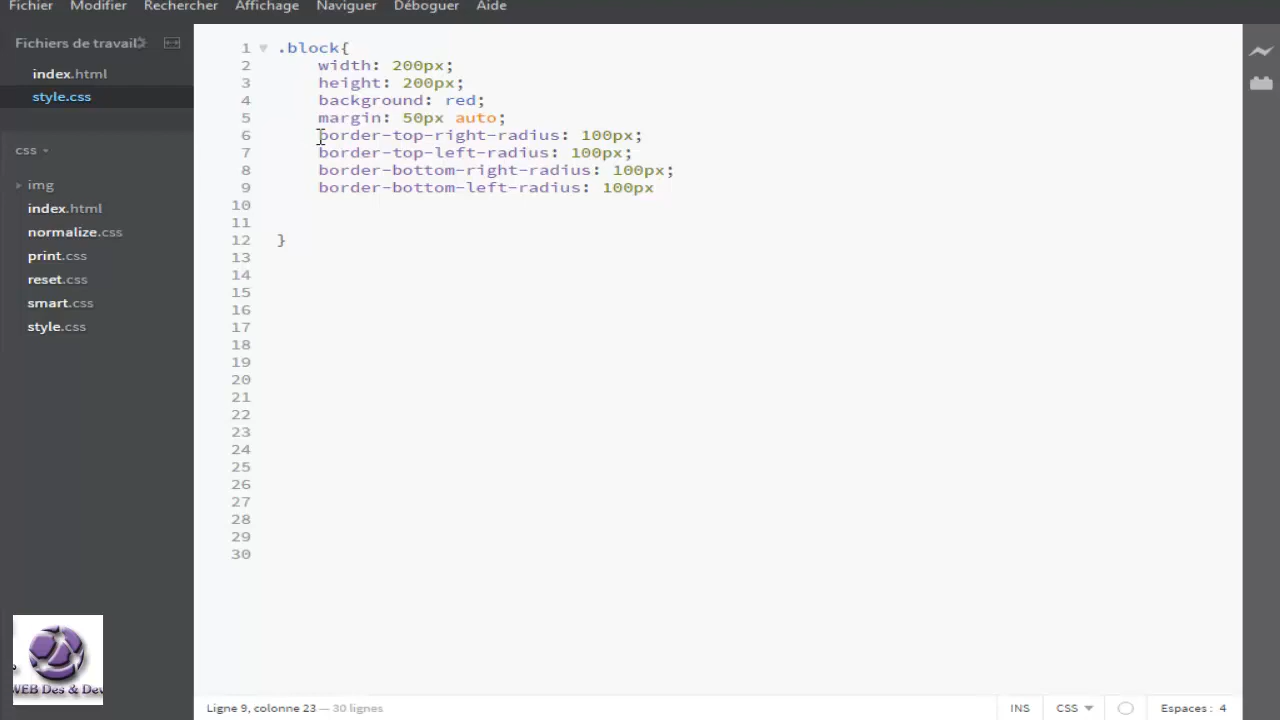 Fichier Modifier Rechercher Affichage Naviguer Déboguer Aide
Fichiers de travail
index.html
style.css
css
img
index.html
normalize.css
print.css
reset.css
smart.css
style.css
1 .block{
2 width: 200px;
3 height: 200px;
4 background: red;
5 margin: 50px auto;
6 border-top-right-radius: 100px;
7 border-top-left-radius: 100px;
8 border-bottom-right-radius: 100px;
9 border-bottom-left-radius: 100px
10
11
12 }
13
14
15
16
17
18
19
20
21
22
23
24
25
26
27
28
29
30
WEB Des & Dev
Ligne 9, colonne 23 — 30 lignes
INS CSS Espaces : 4